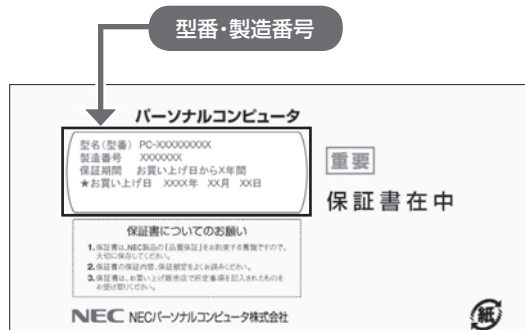 型番・製造番号
パーソナルコンピュータ
型名(型番) PC-XXXXXXXXX
製造番号 XXXXXXX
保証期間 お買い上げ日からX年間
★お買い上げ日 XXXX年 XX月 XX日
重要
保証書在中
保証書についてのお願い
1.保証書は、NEC製品の「品質保証」をお約束する書類ですので、
大切に保存してください。
2.保証書の保証内容、保証規定をよくお読みください。
3.保証書は、お買い上げ販売店で所定事項を記入されたものを
お受け取りください。
NEC NECパーソナルコンピュータ株式会社
紙